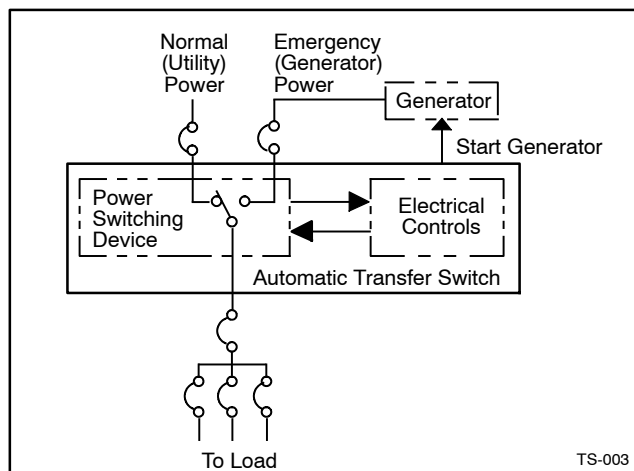 Normal
(Utility)
Power
Emergency
(Generator)
Power
Generator
Start Generator
Power
Switching
Device
Electrical
Controls
Automatic Transfer Switch
To Load
TS-003